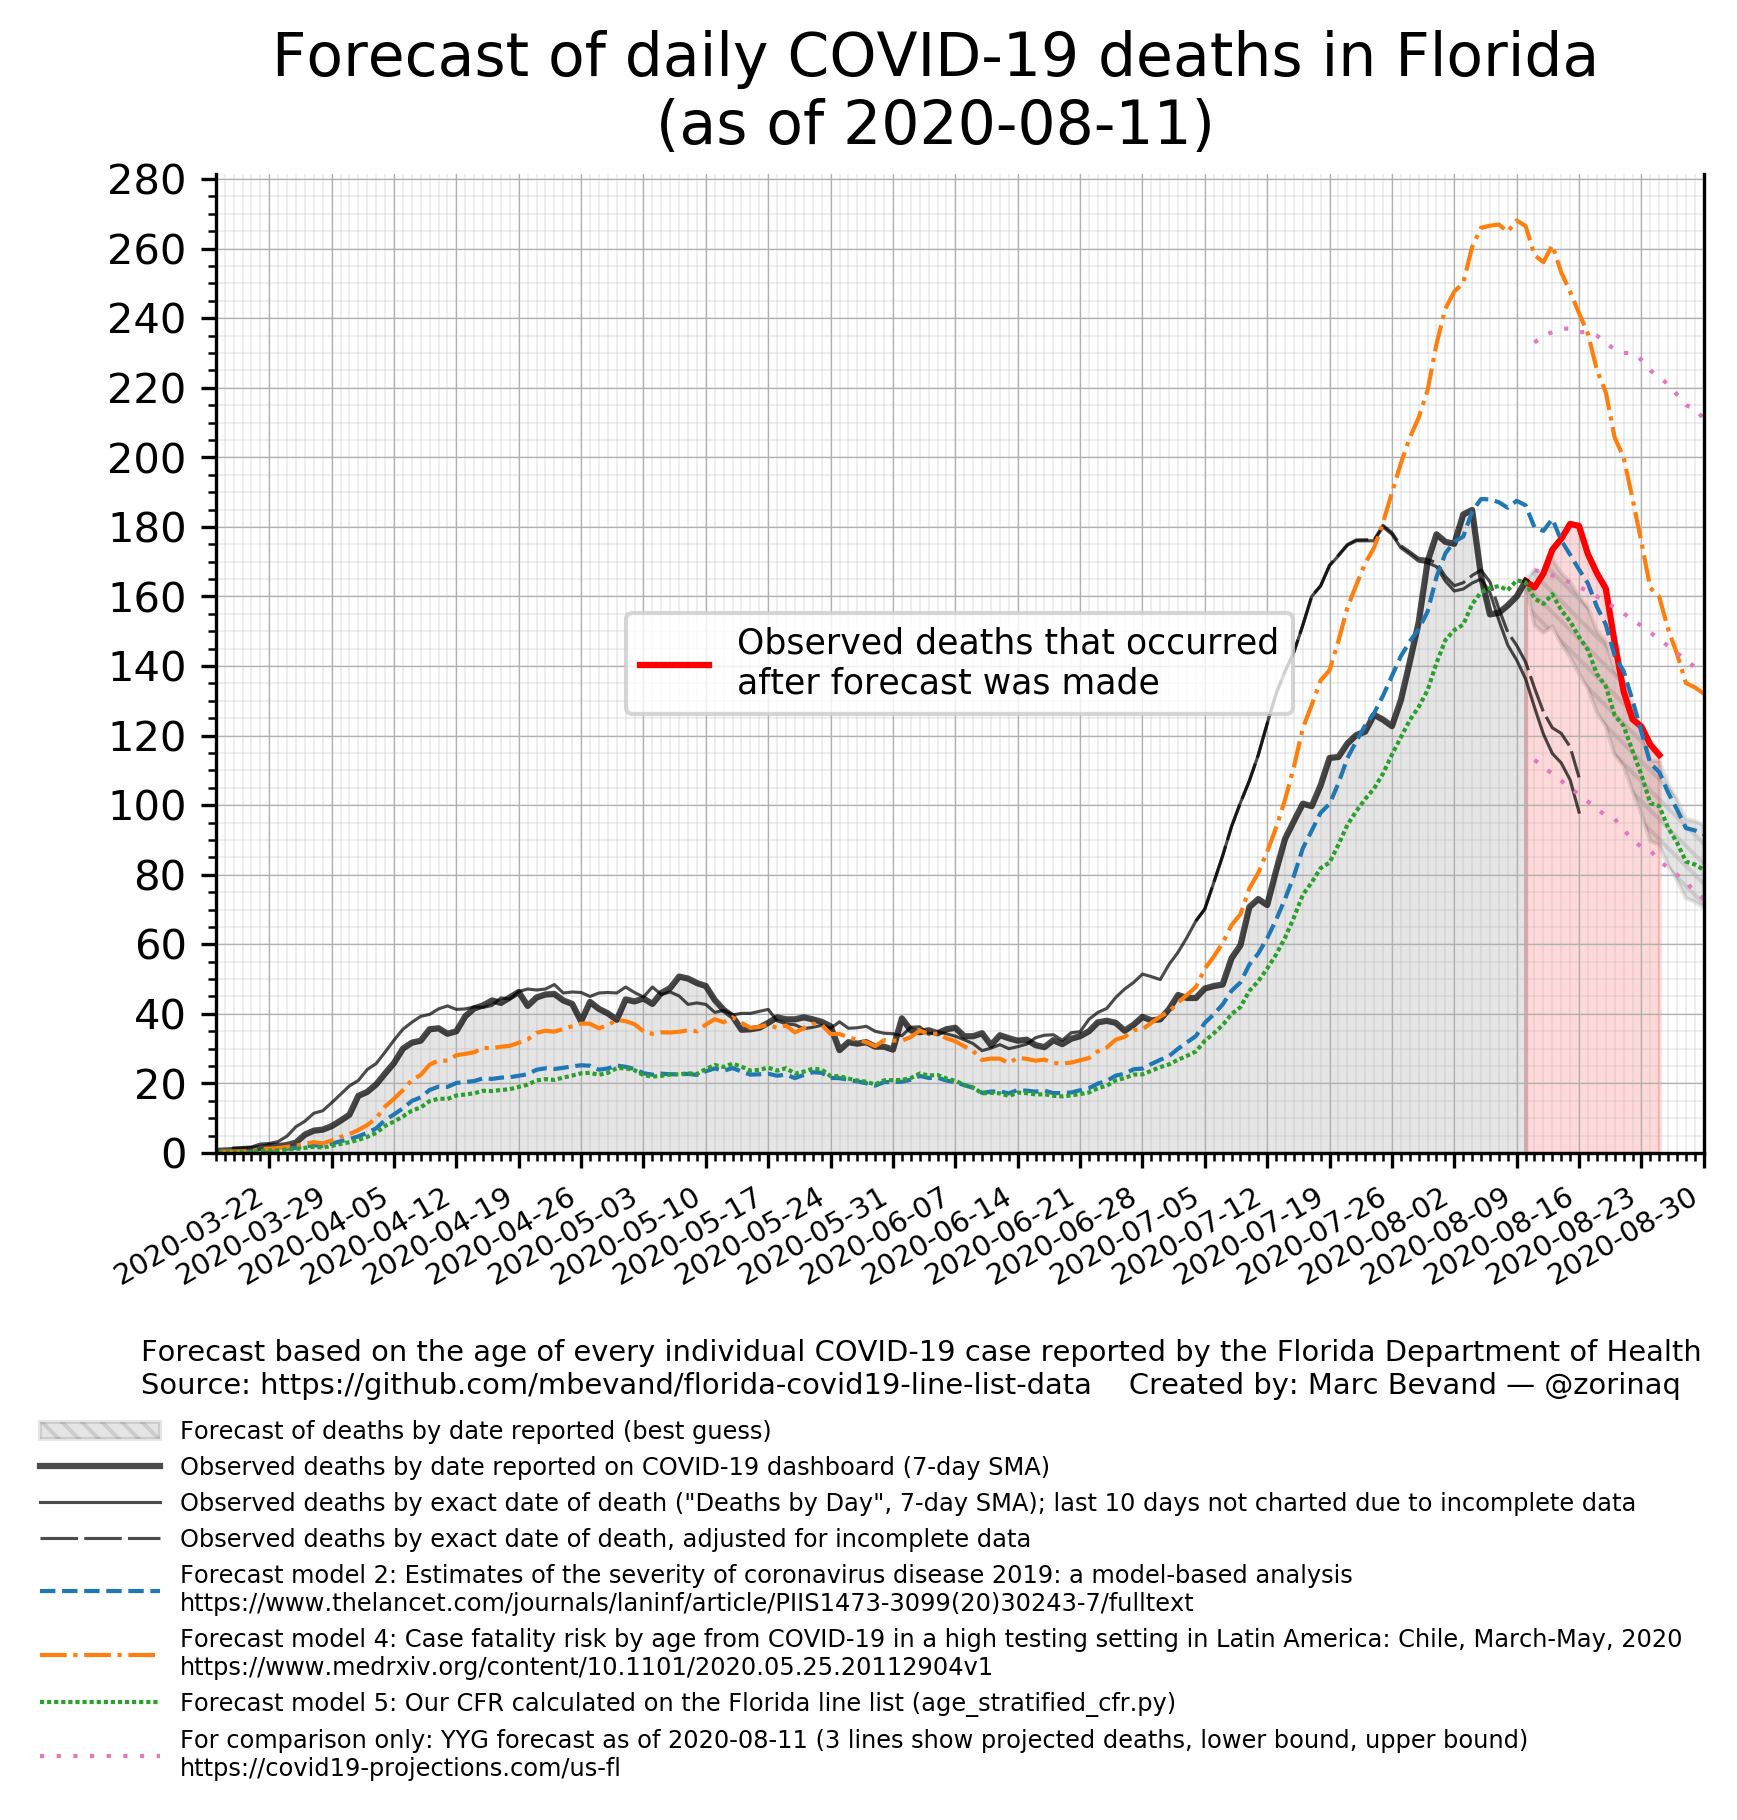 Forecast of daily COVID-19 deaths in Florida
(as of 2020-08-11)
280
260
240
220
200
180
160
140
120
100
80
60
40
20
0
Observed deaths that occurred
after forecast was made
2020-03-22
2020-03-29
2020-04-05
2020-04-12
2020-04-19
2020-04-26
2020-05-03
2020-05-10
2020-05-17
2020-05-24
2020-05-31
2020-06-07
2020-06-14
2020-06-21
2020-06-28
2020-07-05
2020-07-12
2020-07-19
2020-07-26
2020-08-02
2020-08-09
2020-08-16
2020-08-23
2020-08-30
Forecast based on the age of every individual COVID-19 case reported by the Florida Department of Health
Source: https://github.com/mbevand/florida-covid19-line-list-data Created by: Marc Bevand — @zorinaq
Forecast of deaths by date reported (best guess)
Observed deaths by date reported on COVID-19 dashboard (7-day SMA)
Observed deaths by exact date of death ("Deaths by Day", 7-day SMA); last 10 days not charted due to incomplete data
Observed deaths by exact date of death, adjusted for incomplete data
Forecast model 2: Estimates of the severity of coronavirus disease 2019: a model-based analysis
https://www.thelancet.com/journals/laninf/article/PIIS1473-3099(20)30243-7/fulltext
Forecast model 4: Case fatality risk by age from COVID-19 in a high testing setting in Latin America: Chile, March-May, 2020
https://www.medrxiv.org/content/10.1101/2020.05.25.20112904v1
Forecast model 5: Our CFR calculated on the Florida line list (age_stratified_cfr.py)
For comparison only: YYG forecast as of 2020-08-11 (3 lines show projected deaths, lower bound, upper bound)
https://covid19-projections.com/us-fl